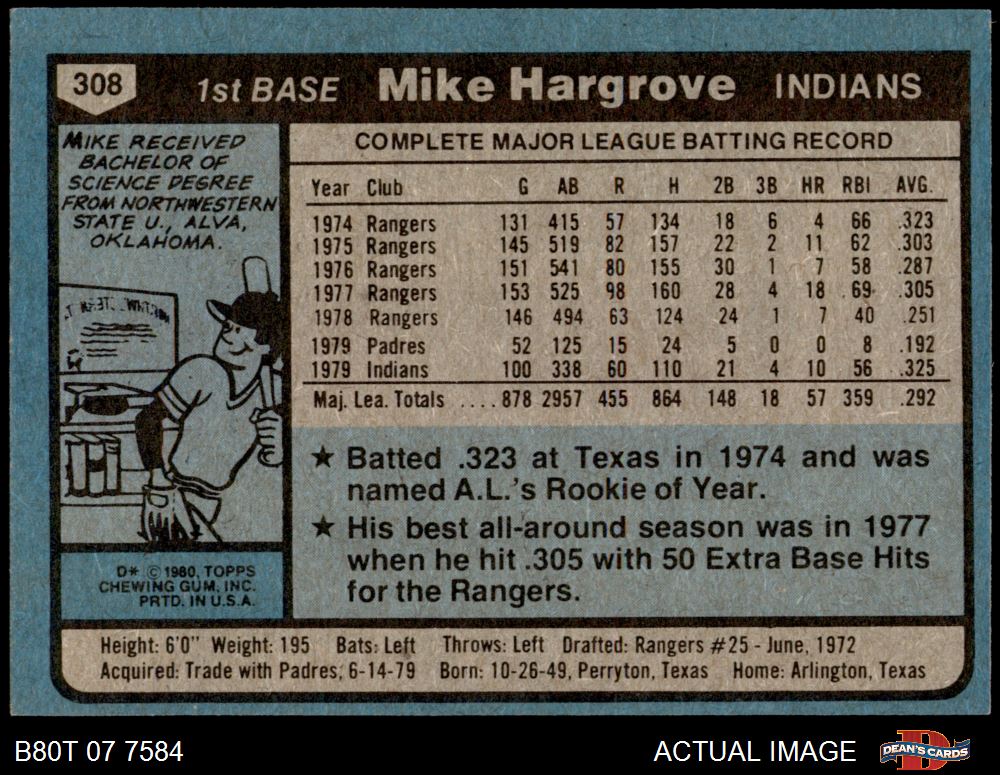 308 1st BASE Mike Hargrove INDIANS
MIKE RECEIVED
BACHELOR OF
SCIENCE DEGREE
FROM NORTHWESTERN
STATE U., ALVA,
OKLAHOMA.
COMPLETE MAJOR LEAGUE BATTING RECORD
Year Club G AB R H 2B 3B HR RBI AVG.
1974 Rangers 131 415 57 134 18 6 4 66 .323
1975 Rangers 145 519 82 157 22 2 11 62 .303
1976 Rangers 151 541 80 155 30 1 7 58 .287
1977 Rangers 153 525 98 160 28 4 18 69 .305
1978 Rangers 146 494 63 124 24 1 7 40 .251
1979 Padres 52 125 15 24 5 0 0 8 .192
1979 Indians 100 338 60 110 21 4 10 56 .325
Maj. Lea. Totals ....878 2957 455 864 148 18 57 359 .292
★ Batted .323 at Texas in 1974 and was
named A.L.'s Rookie of Year.
★ His best all-around season was in 1977
when he hit .305 with 50 Extra Base Hits
for the Rangers.
D* © 1980, TOPPS
CHEWING GUM, INC.
PRTD. IN U.S.A.
Height: 6'0" Weight: 195 Bats: Left Throws: Left Drafted: Rangers #25 - June, 1972
Acquired: Trade with Padres, 6-14-79 Born: 10-26-49, Perryton, Texas Home: Arlington, Texas
B80T 07 7584 ACTUAL IMAGE DEAN'S CARDS